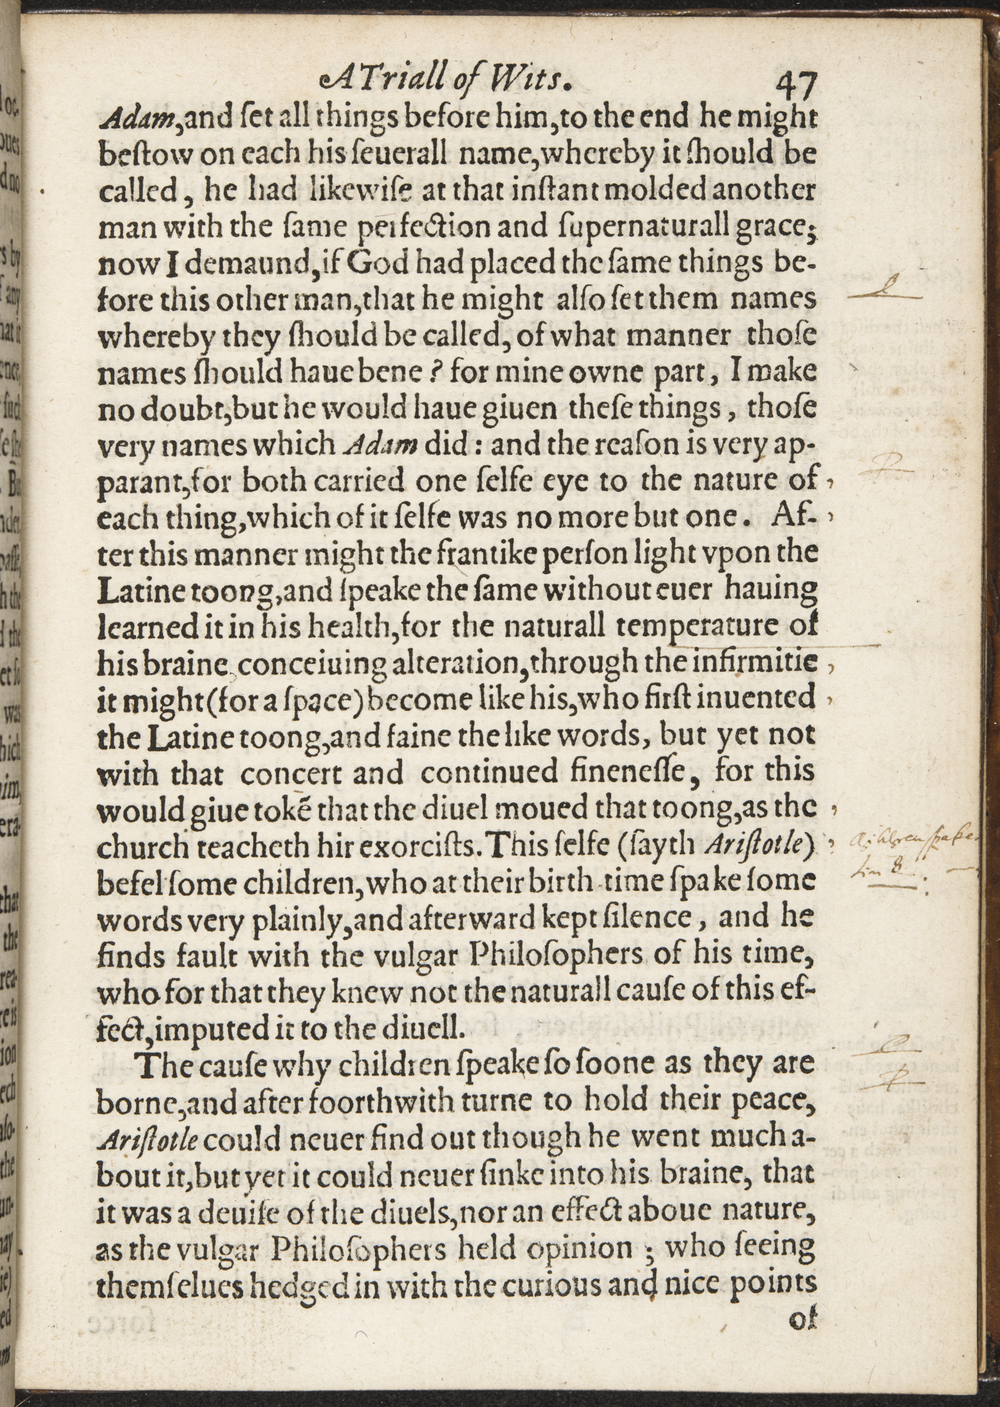 A Triall of Wits. 47
Adam,and ſet all things before him,to the end he might
beſtow on each his ſeuerall name,whereby it ſhould be
called, he had likewiſe at that inſtant molded another
man with the ſame perfection and ſupernaturall grace;
now I demaund,if God had placed the ſame things be-
fore this other man,that he might alſo ſet them names
whereby they ſhould be called, of what manner thoſe
names ſhould haue bene ? for mine owne part, I make
no doubt,but he would haue giuen theſe things, thoſe
very names which Adam did : and the reaſon is very ap-
parant,for both carried one ſelfe eye to the nature of
each thing,which of it ſelfe was no more but one. Af-
ter this manner might the frantike perſon light vpon the
Latine toong,and ſpeake the ſame without euer hauing
learned it in his health,for the naturall temperature of
his braine conceiuing alteration,through the infirmitie
it might(for a ſpace)become like his,who firſt inuented
the Latine toong,and faine the like words, but yet not
with that concert and continued fineneſſe, for this
would giue tokē that the diuel moued that toong,as the
church teacheth hir exorciſts. This ſelfe (ſayth Ariſtotle)
befel ſome children,who at their birth-time ſpake ſome
words very plainly,and afterward kept ſilence, and he
finds fault with the vulgar Philoſophers of his time,
who for that they knew not the naturall cauſe of this ef-
fect,imputed it to the diuell.
The cauſe why children ſpeake ſo ſoone as they are
borne,and after foorthwith turne to hold their peace,
Ariſtotle could neuer find out though he went much a-
bout it,but yet it could neuer ſinke into his braine, that
it was a deuiſe of the diuels,nor an effect aboue nature,
as the vulgar Philoſophers held opinion ; who ſeeing
themſelues hedged in with the curious and nice points
of